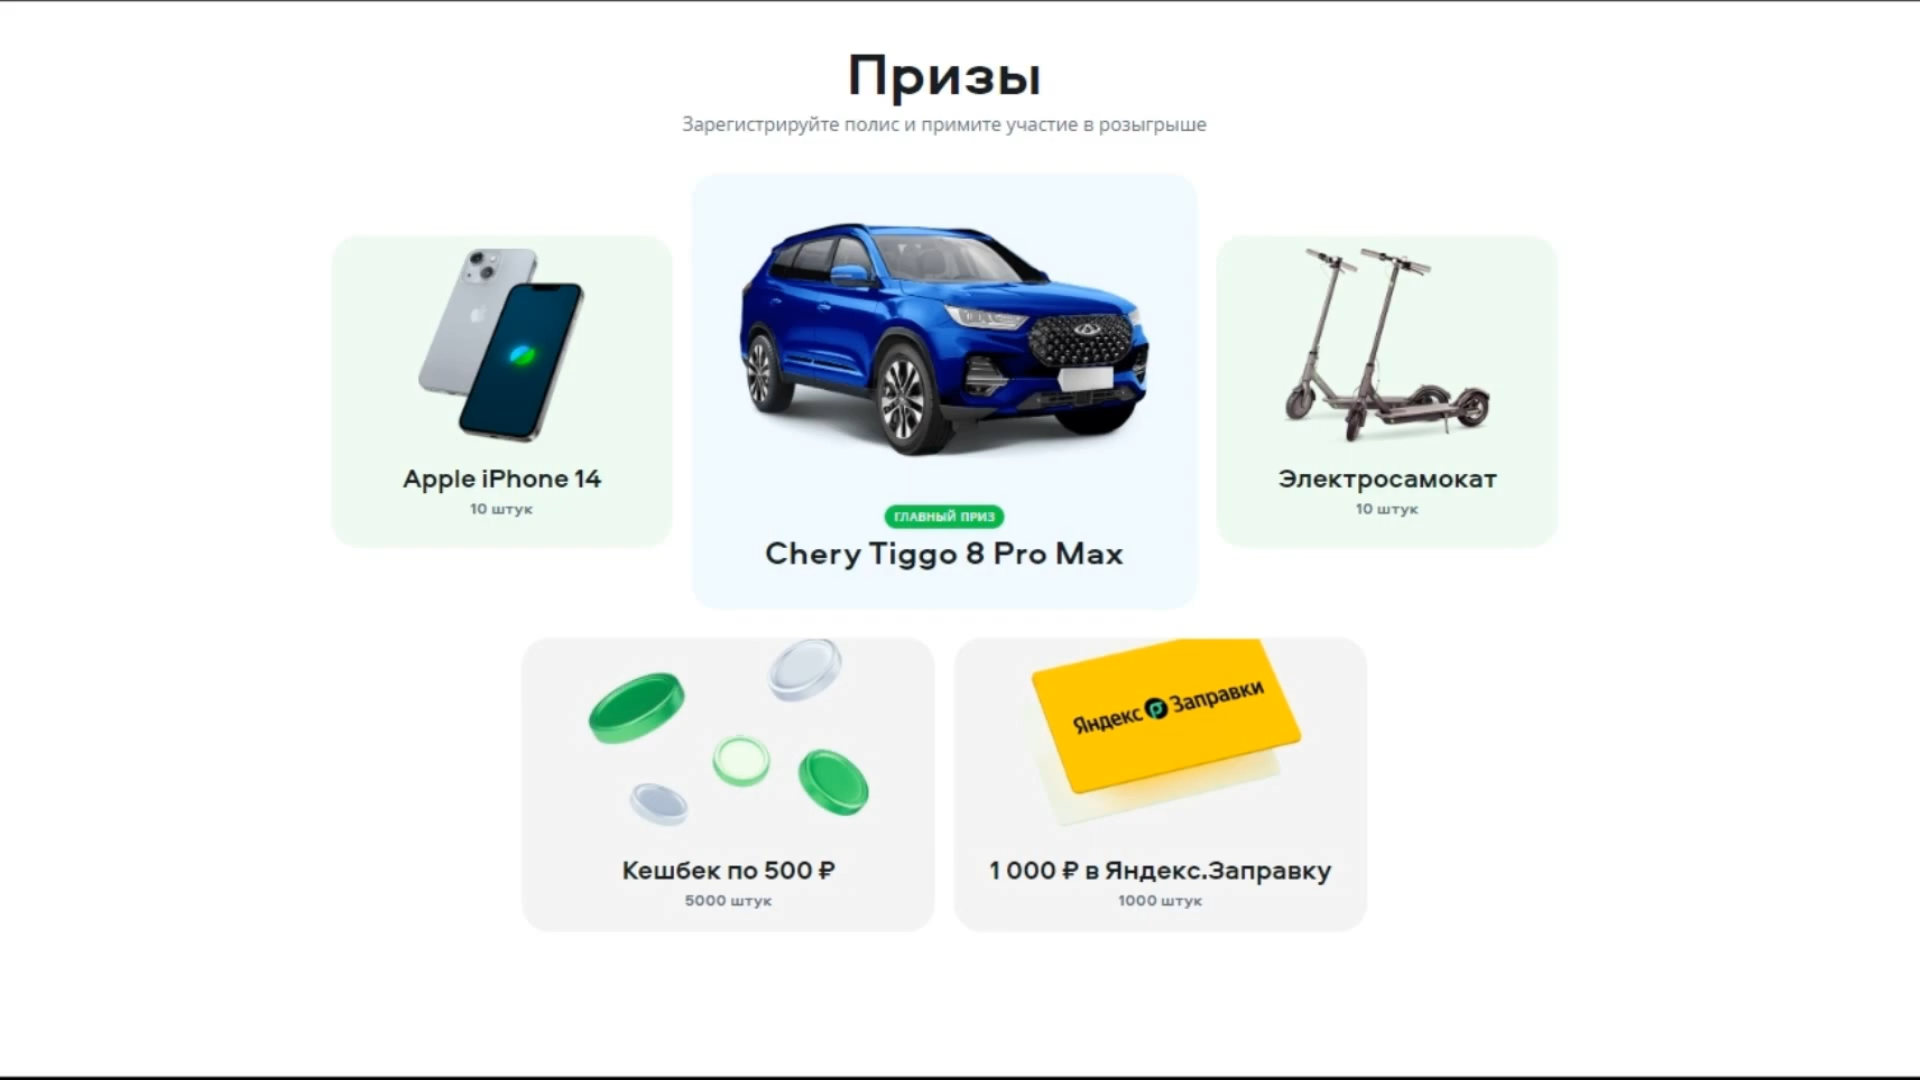 Призы
Зарегистрируйте полис и примите участие в розыгрыше
Apple iPhone 14
10 штук
ГЛАВНЫЙ ПРИЗ
Chery Tiggo 8 Pro Max
Электросамокат
10 штук
Кешбек по 500 ₽
5000 штук
Яндекс Заправки
1 000 ₽ в Яндекс.Заправку
1000 штук